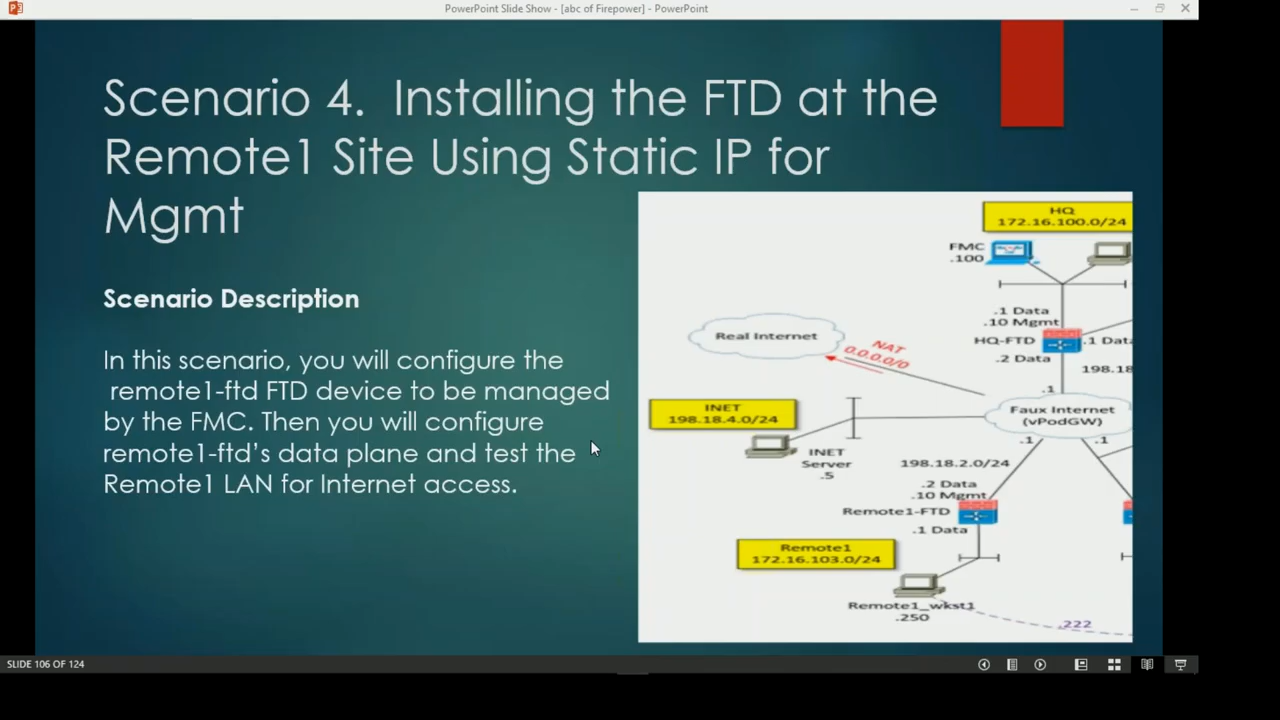 PowerPoint Slide Show - [abc of Firepower] - PowerPoint
Scenario 4. Installing the FTD at the
Remote1 Site Using Static IP for
Mgmt
Scenario Description
In this scenario, you will configure the
remote1-ftd FTD device to be managed
by the FMC. Then you will configure
remote1-ftd’s data plane and test the
Remote1 LAN for Internet access.
HQ
172.16.100.0/24
FMC
.100
.1 Data
.10 Mgmt
HQ-FTD
.1 Data
.2 Data
198.18
.1
Real Internet
NAT
0.0.0.0/0
INET
198.18.4.0/24
Faux Internet
(vPodGW)
INET
Server
.5
.1
.1
198.18.2.0/24
.2 Data
.10 Mgmt
Remote1-FTD
.1 Data
Remote1
172.16.103.0/24
Remote1_wkst1
.250
.222
SLIDE 106 OF 124